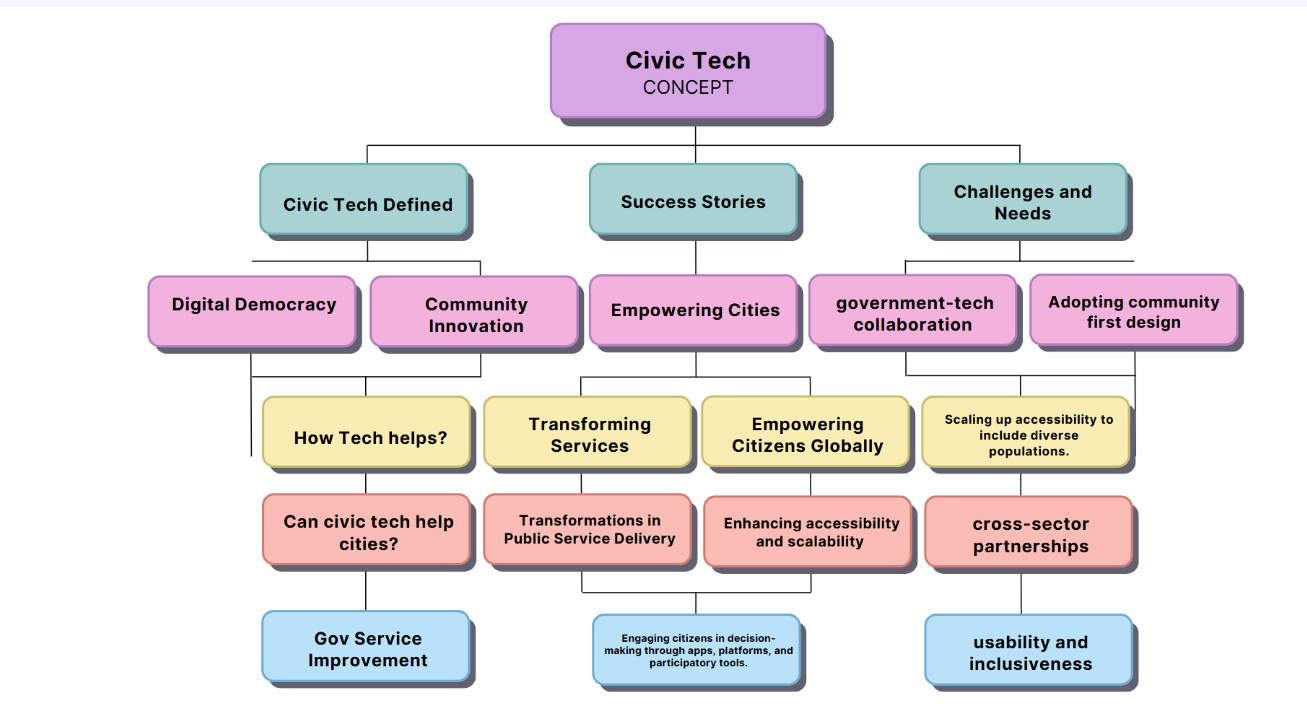 Civic Tech
CONCEPT
Civic Tech Defined
Success Stories
Challenges and
Needs
Digital Democracy
Community
Innovation
Empowering Cities
government-tech
collaboration
Adopting community
first design
How Tech helps?
Transforming
Services
Empowering
Citizens Globally
Scaling up accessibility to
include diverse
populations.
Can civic tech help
cities?
Transformations in
Public Service Delivery
Enhancing accessibility
and scalability
cross-sector
partnerships
Gov Service
Improvement
Engaging citizens in decision-
making through apps, platforms, and
participatory tools.
usability and
inclusiveness